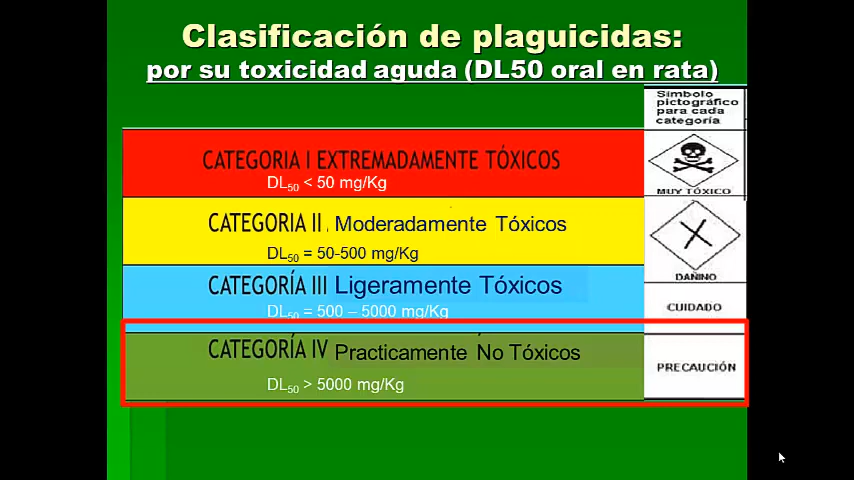 Clasificación de plaguicidas:
por su toxicidad aguda (DL50 oral en rata)
Símbolo
pictográfico
para cada
categoría
CATEGORIA I EXTREMADAMENTE TÓXICOS
DL50 < 50 mg/Kg
MUY TÓXICO
CATEGORIA II . Moderadamente Tóxicos
DL50 = 50-500 mg/Kg
DAÑINO
CATEGORÍA III Ligeramente Tóxicos
DL50 = 500 – 5000 mg/Kg
CUIDADO
CATEGORÍA IV Practicamente No Tóxicos
DL50 > 5000 mg/Kg
PRECAUCIÓN